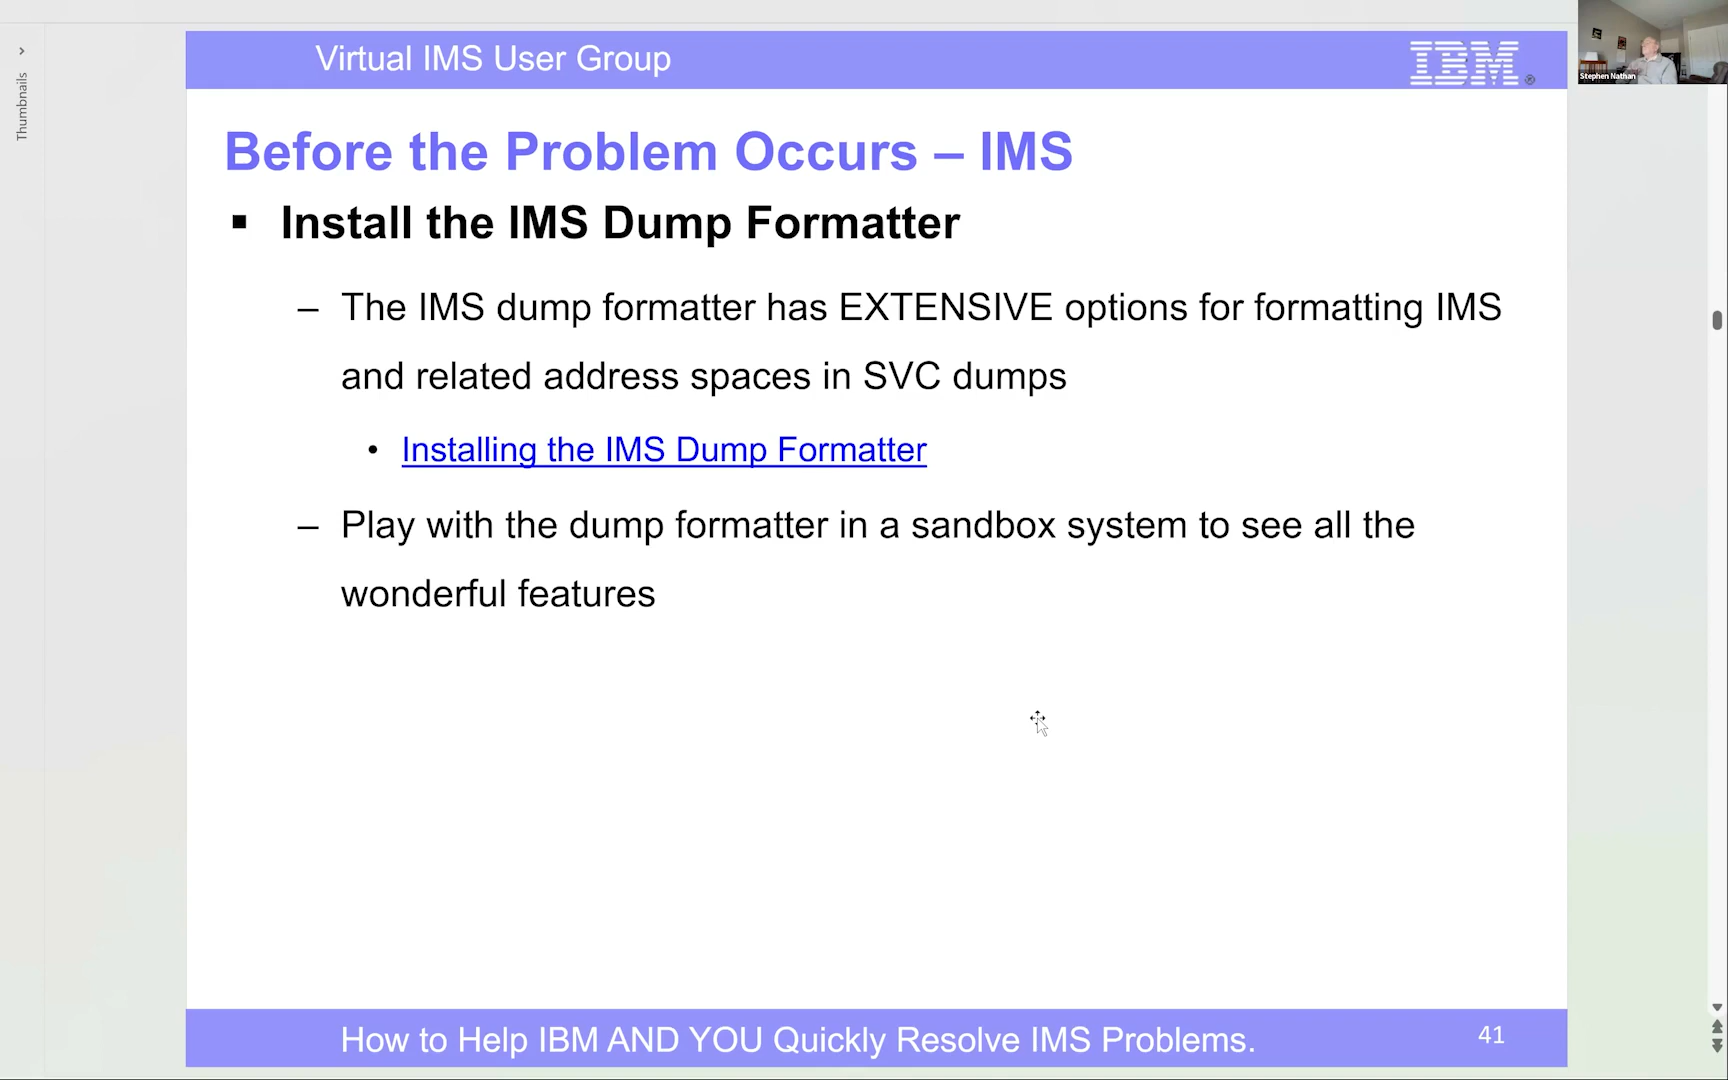 Virtual IMS User Group
IBM®
Stephen Nathan
Thumbnails
Before the Problem Occurs – IMS
▪ Install the IMS Dump Formatter
– The IMS dump formatter has EXTENSIVE options for formatting IMS
and related address spaces in SVC dumps
• Installing the IMS Dump Formatter
– Play with the dump formatter in a sandbox system to see all the
wonderful features
How to Help IBM AND YOU Quickly Resolve IMS Problems.
41